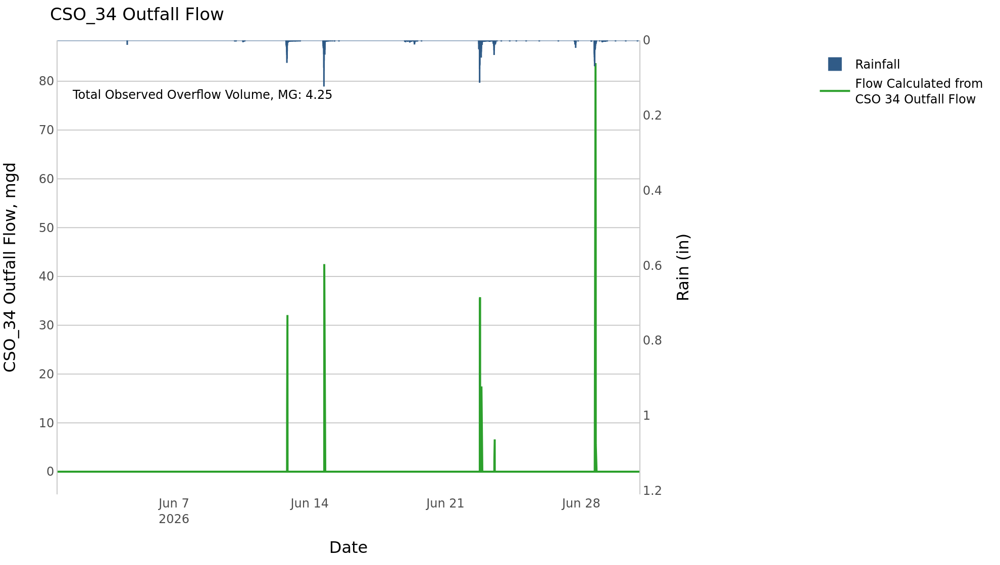 CSO_34 Outfall Flow
Total Observed Overflow Volume, MG: 4.25
CSO_34 Outfall Flow, mgd
80
70
60
50
40
30
20
10
0
0
0.2
0.4
0.6
0.8
1
1.2
Rain (in)
Jun 7
2026
Jun 14
Jun 21
Jun 28
Date
Rainfall
Flow Calculated from
CSO 34 Outfall Flow